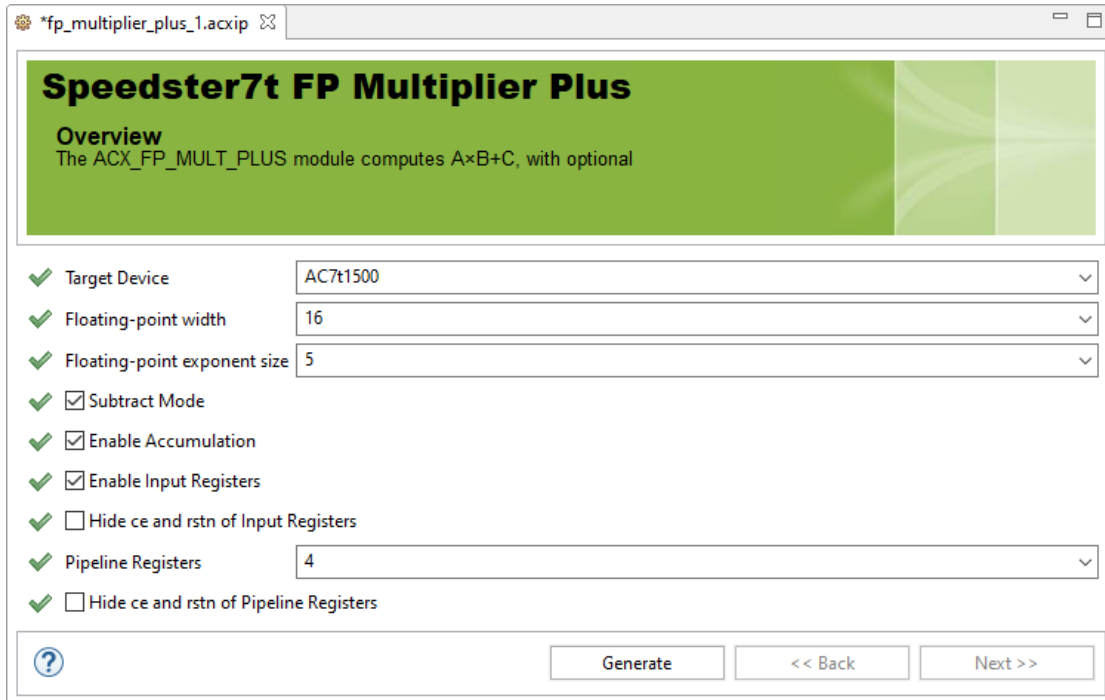 *fp_multiplier_plus_1.acxip
Speedster7t FP Multiplier Plus
Overview
The ACX_FP_MULT_PLUS module computes A×B+C, with optional
Target Device AC7t1500
Floating-point width 16
Floating-point exponent size 5
Subtract Mode
Enable Accumulation
Enable Input Registers
Hide ce and rstn of Input Registers
Pipeline Registers 4
Hide ce and rstn of Pipeline Registers
? Generate << Back Next >>